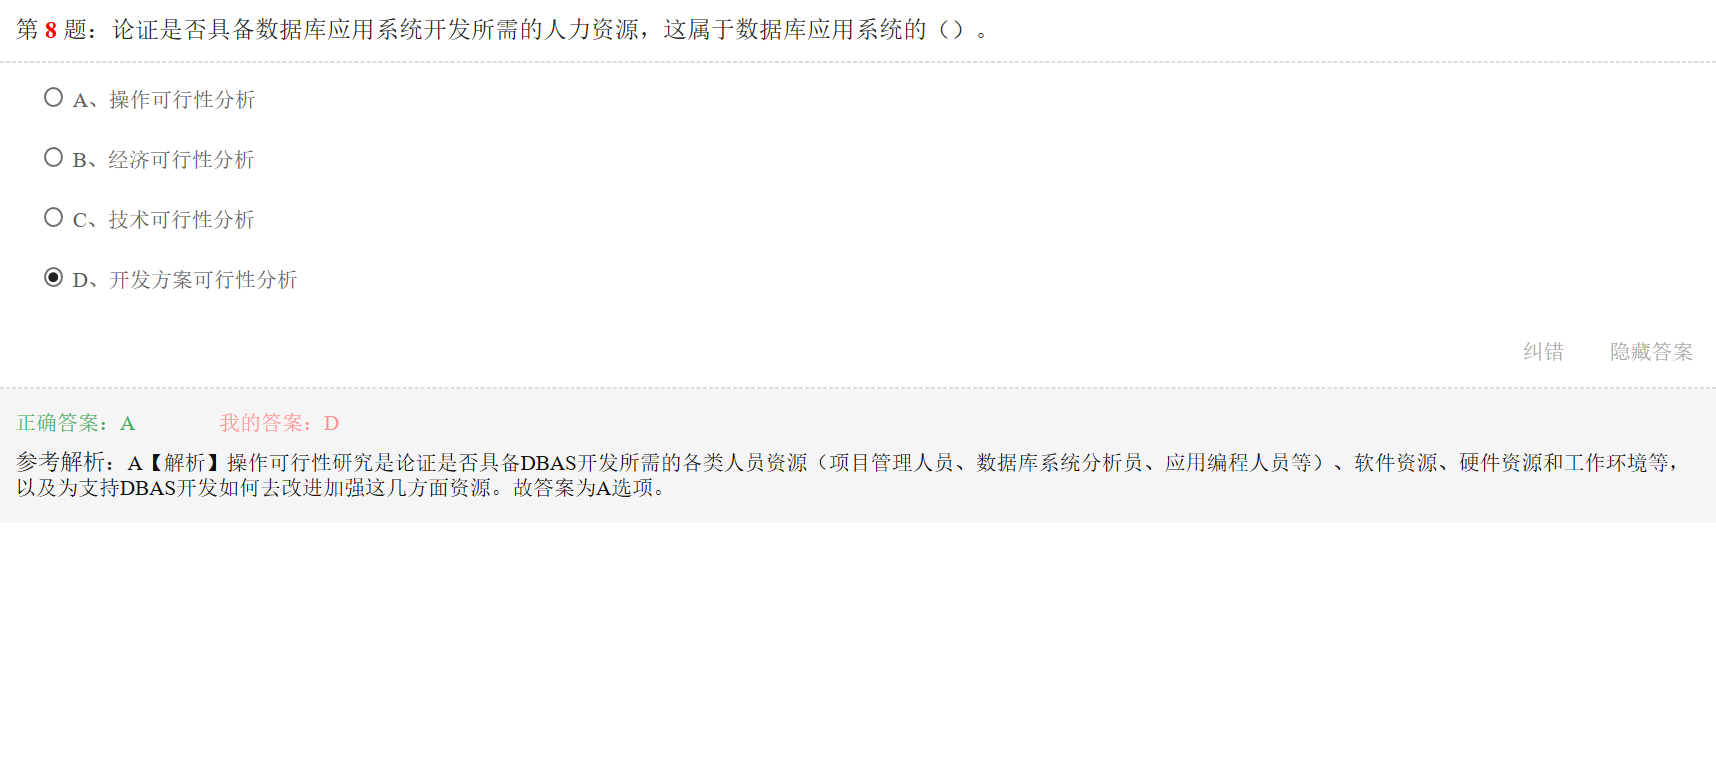 第 8 题：论证是否具备数据库应用系统开发所需的人力资源，这属于数据库应用系统的（）。
A、操作可行性分析
B、经济可行性分析
C、技术可行性分析
D、开发方案可行性分析
纠错 隐藏答案
正确答案：A 我的答案：D
参考解析：A【解析】操作可行性研究是论证是否具备DBAS开发所需的各类人员资源（项目管理人员、数据库系统分析员、应用编程人员等）、软件资源、硬件资源和工作环境等，
以及为支持DBAS开发如何去改进加强这几方面资源。故答案为A选项。